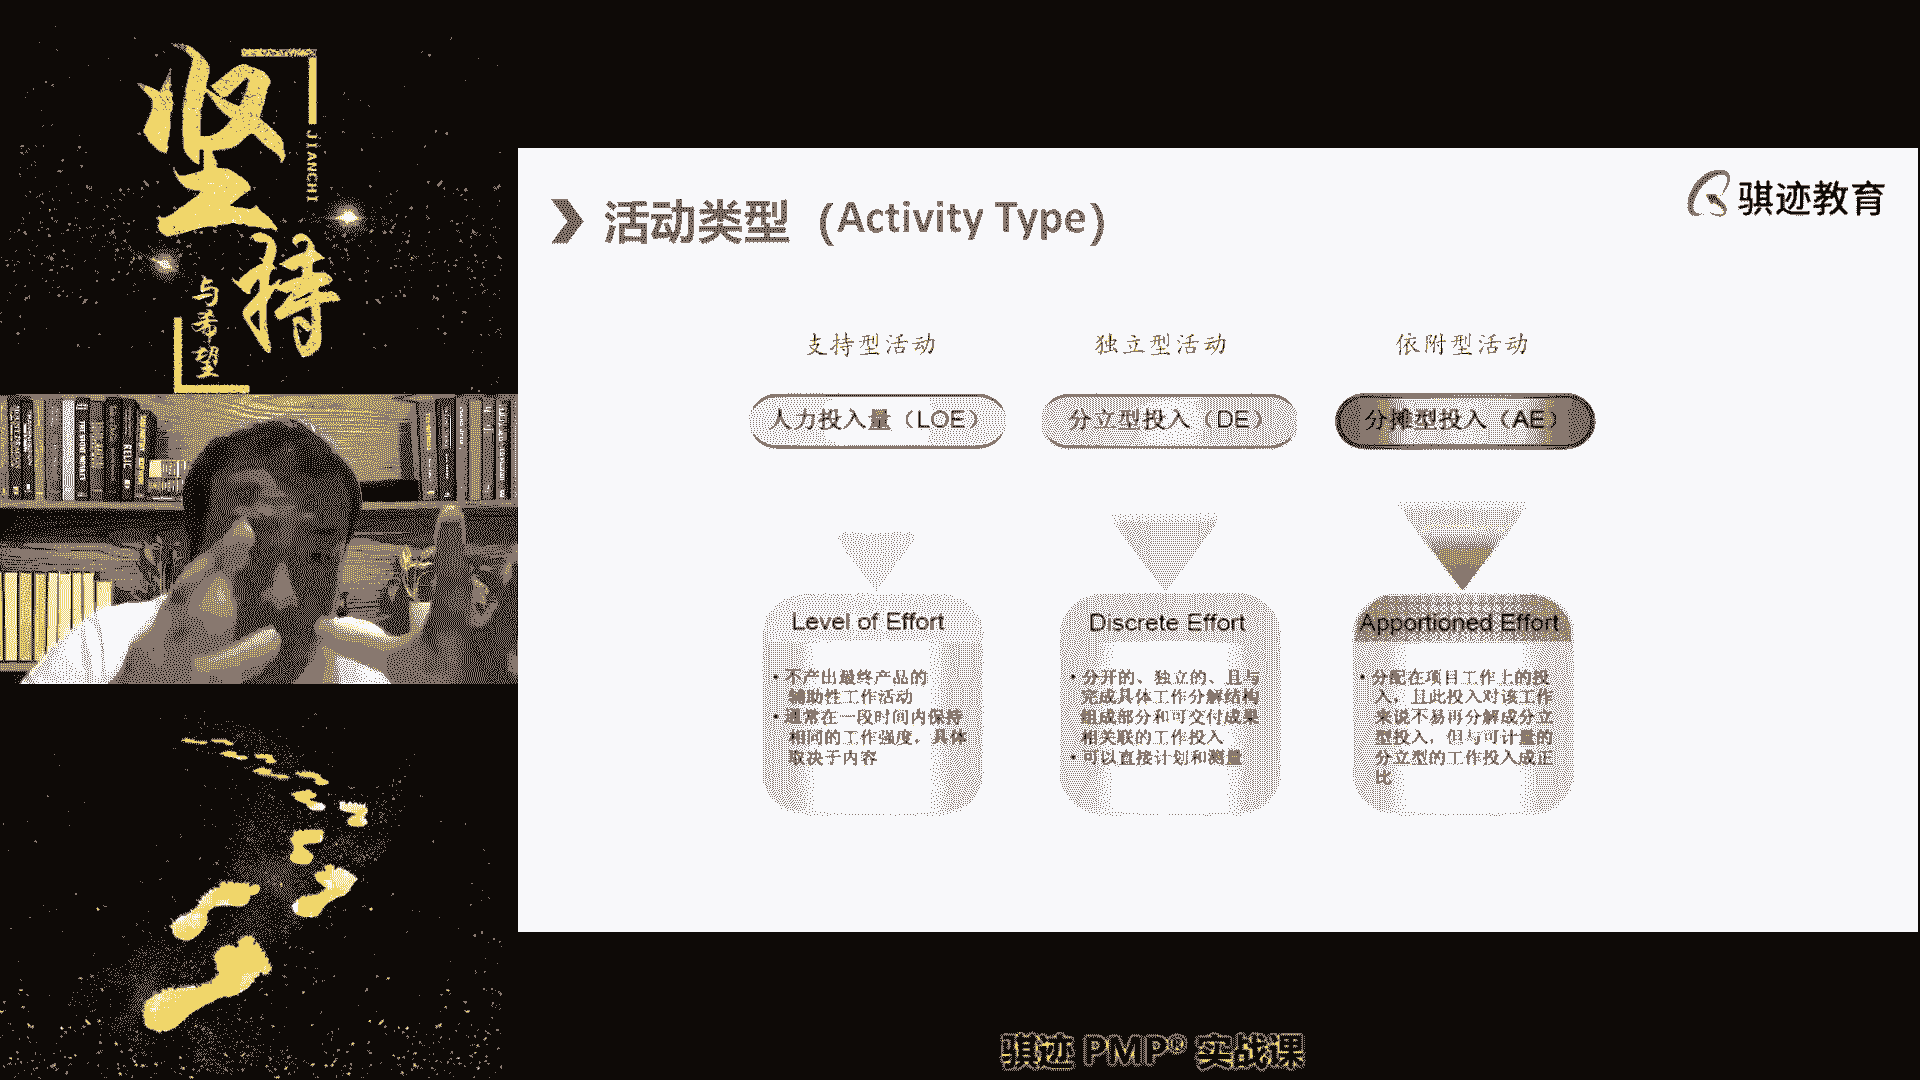 坚持
JIANCHI
与希望
骐迹教育
活动类型（Activity Type）
支持型活动
独立型活动
依附型活动
人力投入量（LOE）
分立型投入（DE）
分摊型投入（AE）
Level of Effort
• 不产出最终产品的
辅助性工作活动
• 通常在一段时间内保持
相同的工作强度，具体
取决于内容
Discrete Effort
• 分开的、独立的、且与
完成具体工作分解结构
组成部分和可交付成果
相关联的工作投入
• 可以直接计划和测量
Apportioned Effort
• 分配在项目工作上的投
入，且此投入对该工作
来说不易再分解成分立
型投入，但与可计量的
分立型的工作投入成正
比
骐迹 PMP® 实战课